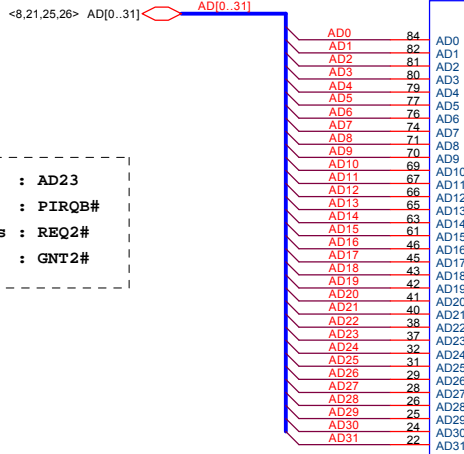 <8,21,25,26> AD[0..31] AD[0..31]
AD0 84 AD0
AD1 82 AD1
AD2 81 AD2
AD3 80 AD3
AD4 79 AD4
AD5 77 AD5
AD6 76 AD6
AD7 74 AD7
AD8 71 AD8
AD9 70 AD9
AD10 69 AD10
AD11 67 AD11
AD12 66 AD12
AD13 65 AD13
AD14 63 AD14
AD15 61 AD15
AD16 46 AD16
AD17 45 AD17
AD18 43 AD18
AD19 42 AD19
AD20 41 AD20
AD21 40 AD21
AD22 38 AD22
AD23 37 AD23
AD24 32 AD24
AD25 31 AD25
AD26 29 AD26
AD27 28 AD27
AD28 26 AD28
AD29 25 AD29
AD30 24 AD30
AD31 22 AD31
: AD23
: PIRQB#
s : REQ2#
: GNT2#